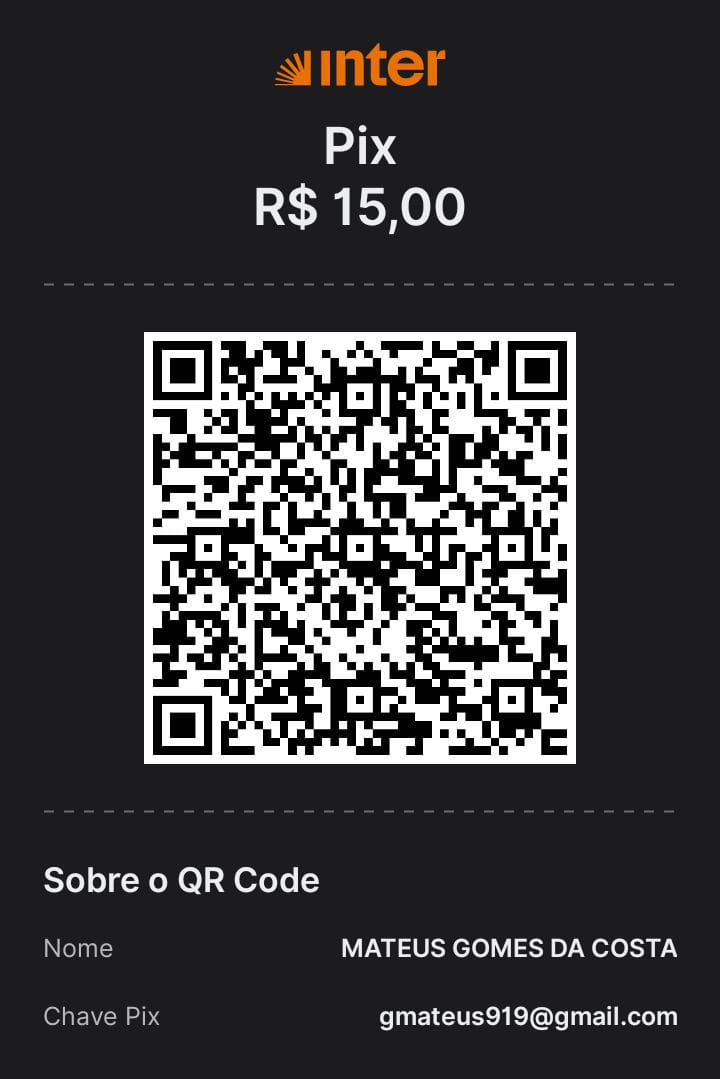 inter
Pix
R$ 15,00
Sobre o QR Code
Nome MATEUS GOMES DA COSTA
Chave Pix gmateus919@gmail.com